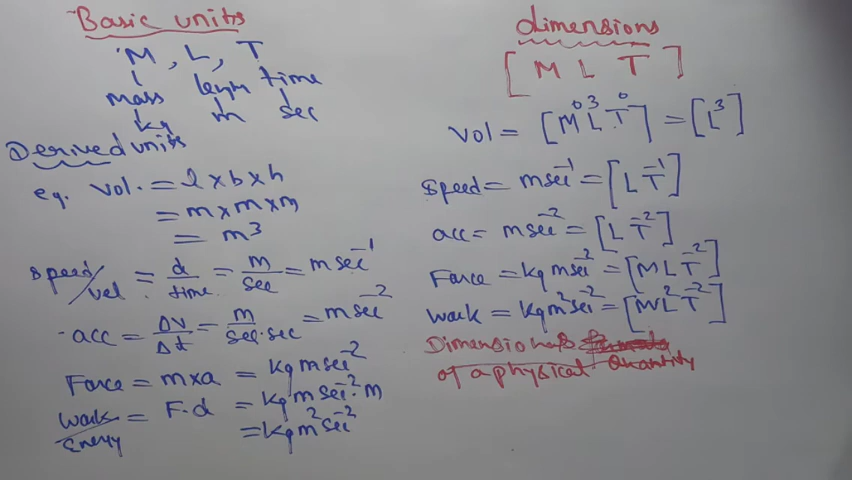 Basic units
M, L, T
mass length time
kg m sec
Derived units
eg. Vol. = l x b x h
= m x m x m
= m³
Speed/vel = d/time = m/sec = m sec⁻¹
acc = ΔV/Δt = m/sec·sec = m sec⁻²
Force = m x a = kg m sec⁻²
Work/Energy = F·d = kg m sec⁻²·m
= kg m² sec⁻²
dimensions
[M L T]
Vol = [M⁰ L³ T⁰] = [L³]
Speed = m sec⁻¹ = [L T⁻¹]
acc = m sec⁻² = [L T⁻²]
Force = kg m sec⁻² = [M L T⁻²]
Work = kg m² sec⁻² = [M L² T⁻²]
Dimensions
of a physical Quantity